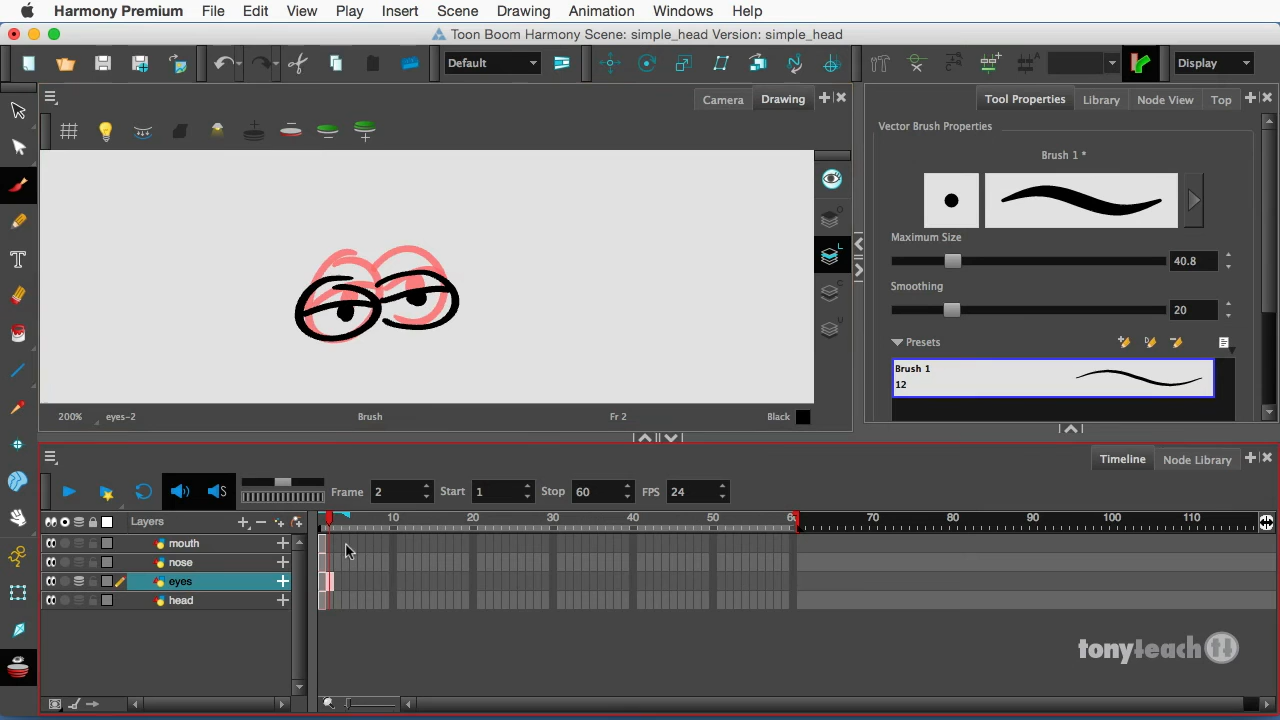 Harmony Premium File Edit View Play Insert Scene Drawing Animation Windows Help
Toon Boom Harmony Scene: simple_head Version: simple_head
Default Display
Camera Drawing Tool Properties Library Node View Top
Vector Brush Properties
Brush 1 *
Maximum Size
40.8
Smoothing
20
Presets
Brush 1
12
200% eyes-2 Brush Fr 2 Black
Timeline Node Library
Frame 2 Start 1 Stop 60 FPS 24
Layers 10 20 30 40 50 6 70 80 90 100 110
mouth
nose
eyes
head
tonyteach tt